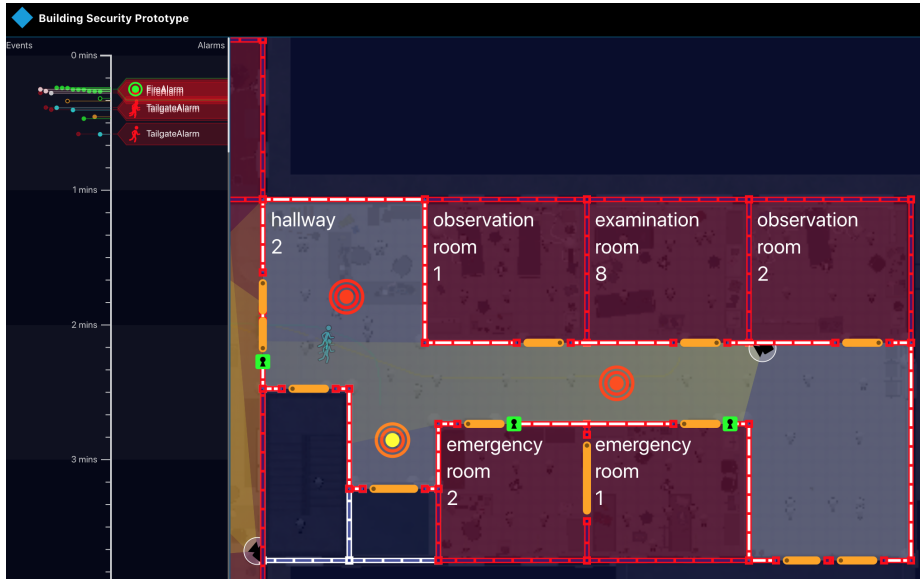 Building Security Prototype
Events
Alarms
0 mins
FireAlarm
FireAlarm
TailgateAlarm
TailgateAlarm
1 mins
2 mins
3 mins
hallway
2
observation
room
1
examination
room
8
observation
room
2
emergency
room
2
emergency
room
1